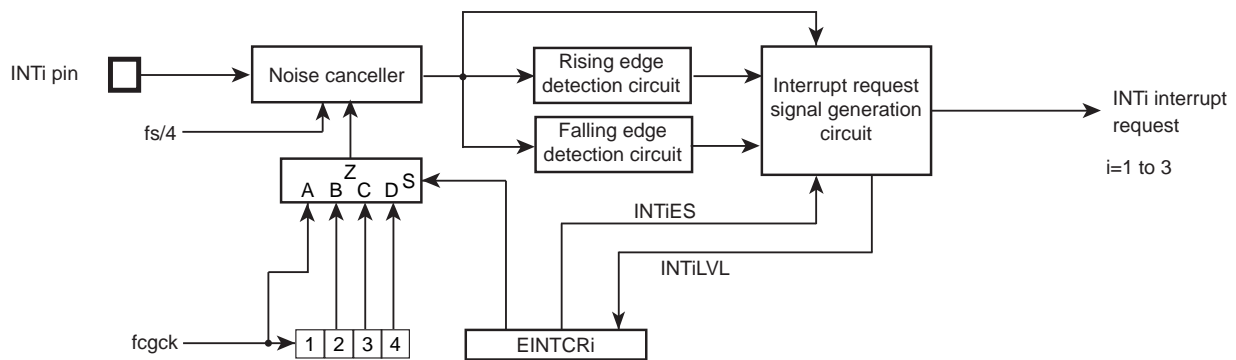 INTi pin
Noise canceller
Rising edge
detection circuit
Falling edge
detection circuit
Interrupt request
signal generation
circuit
INTi interrupt
request
i=1 to 3
fs/4
Z
S
A B C D
INTiES
INTiLVL
fcgck
1 2 3 4
EINTCRi